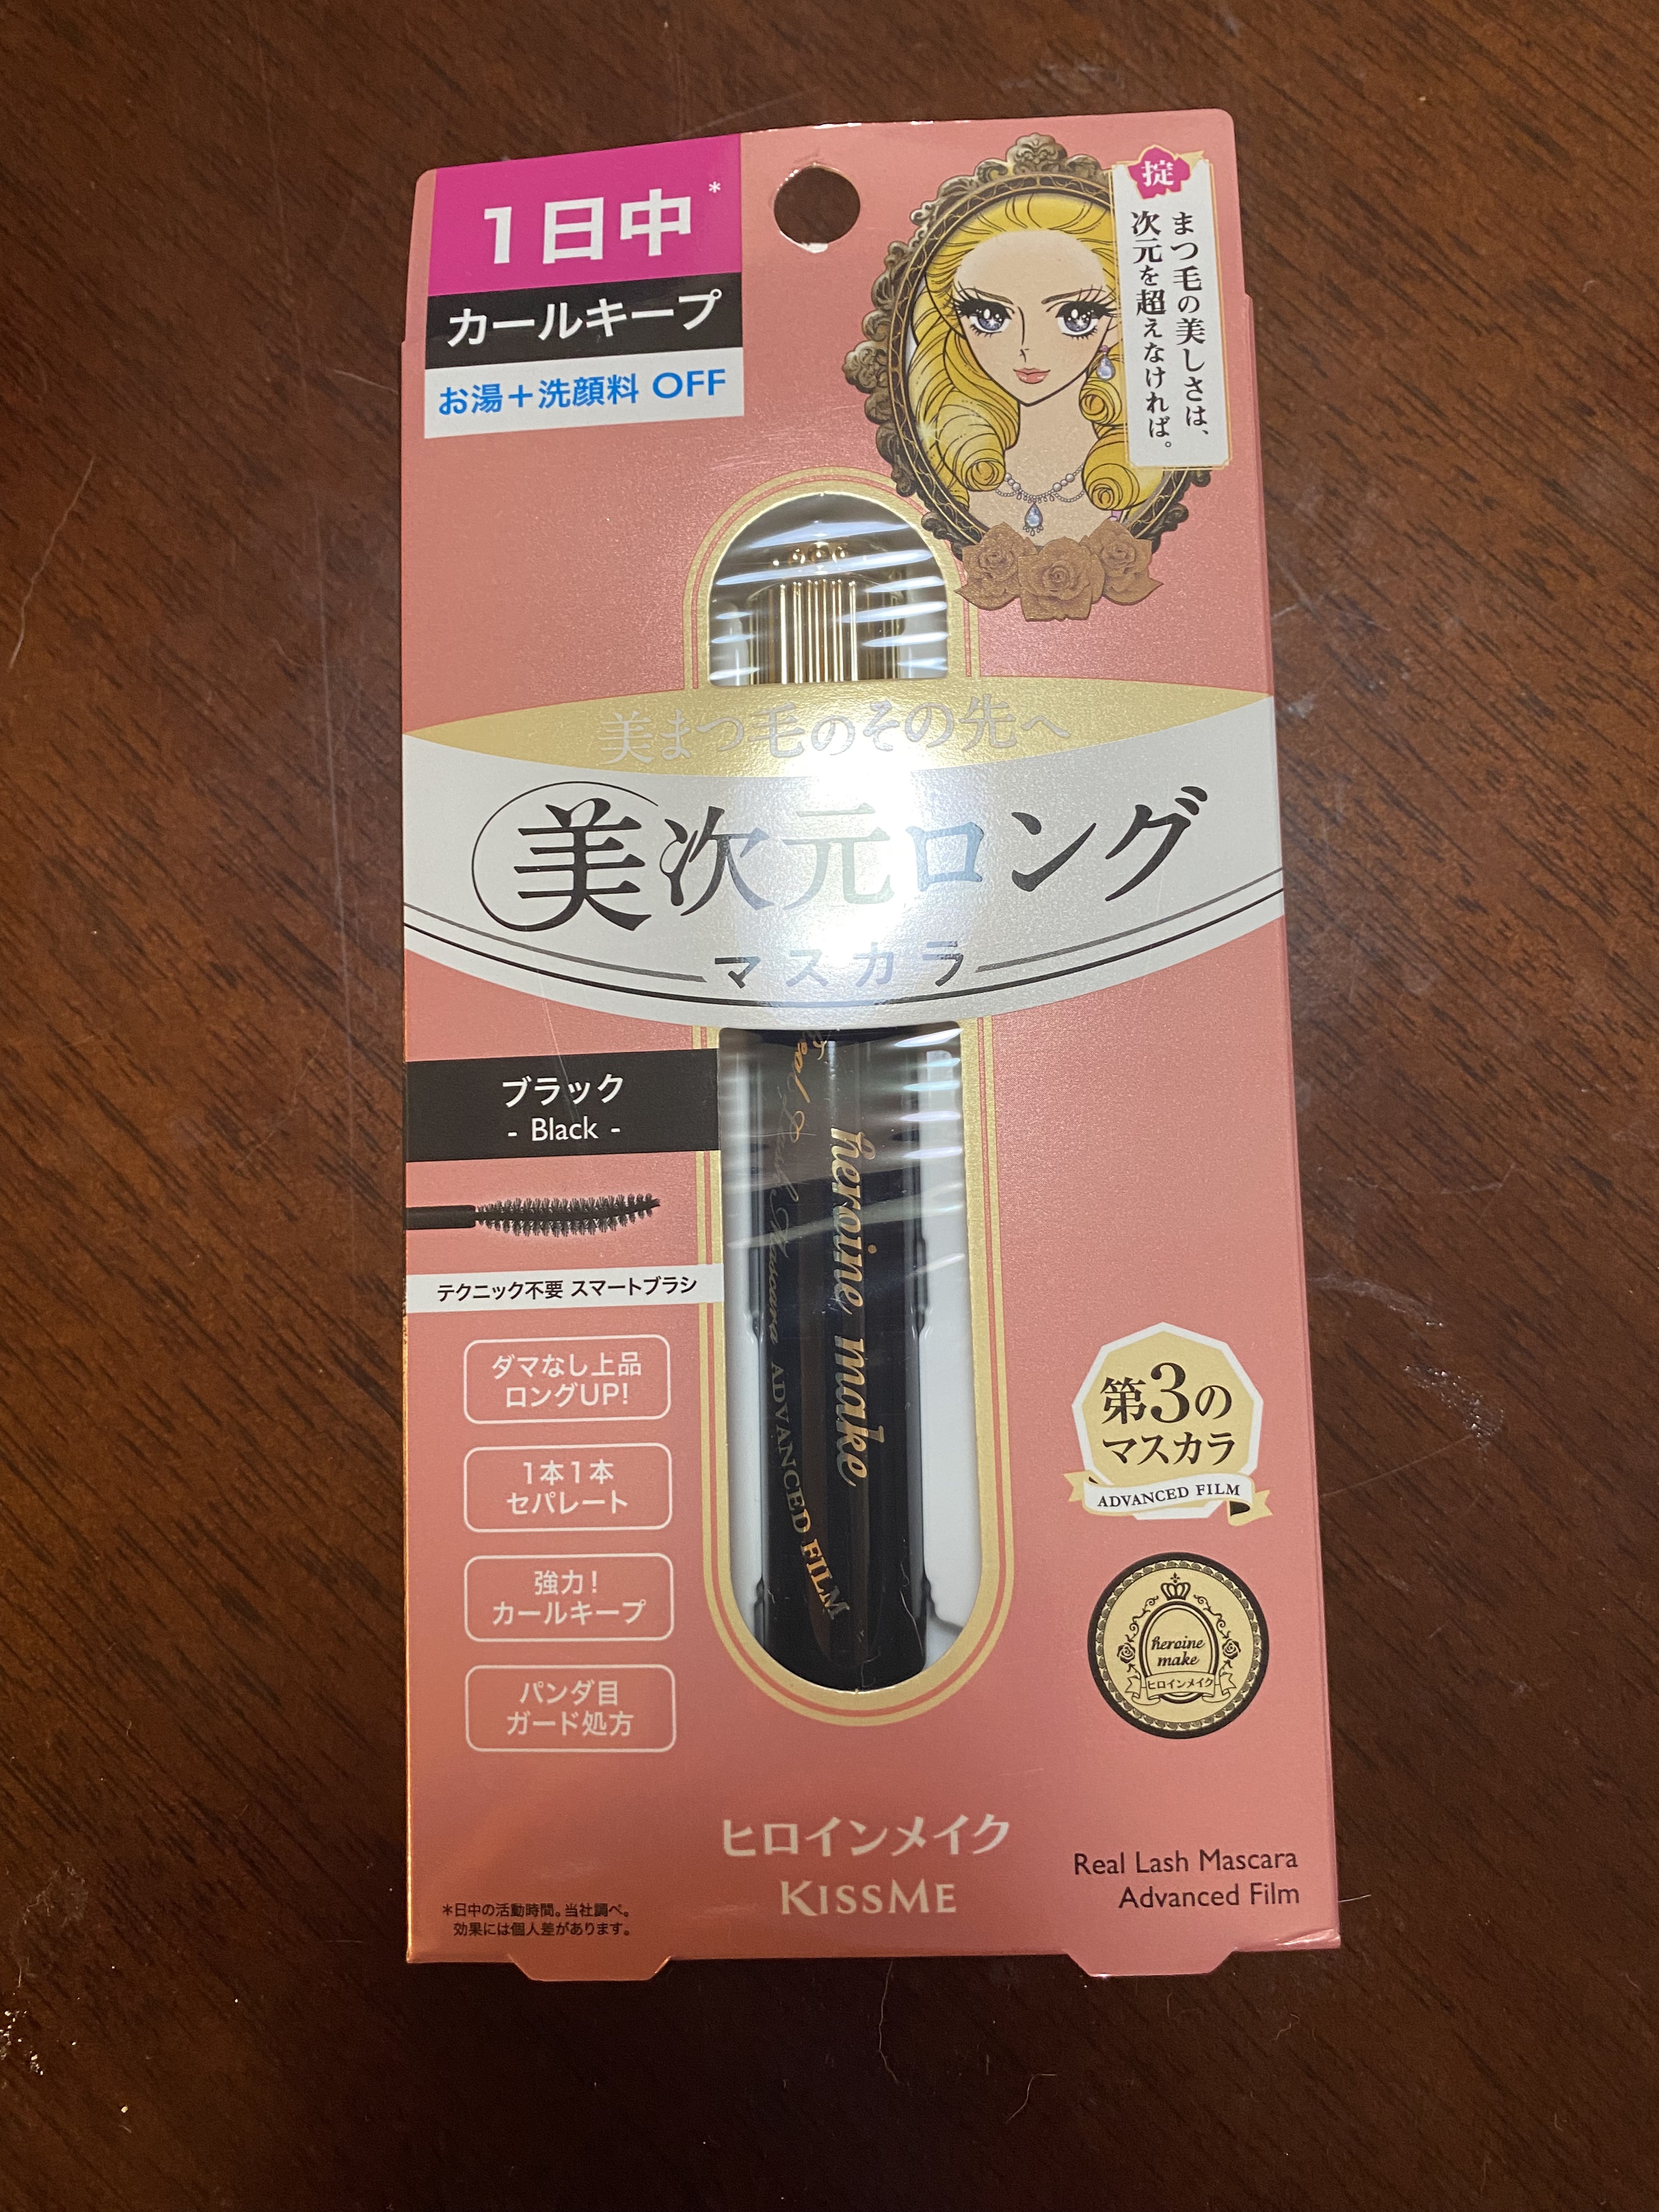 1日中*
カールキープ
お湯+洗顔料 OFF
掟
まつ毛の美しさは、
次元を超えなければ。
美まつ毛のその先へ
美次元ロング
マスカラ
ブラック
- Black -
テクニック不要 スマートブラシ
ダマなし上品
ロングUP!
1本1本
セパレート
強力!
カールキープ
パンダ目
ガード処方
heroine make
Mascara ADVANCED FILM
第3の
マスカラ
ADVANCED FILM
heroine
make
ヒロインメイク
ヒロインメイク
KISSME
Real Lash Mascara
Advanced Film
*日中の活動時間。当社調べ。
効果には個人差があります。